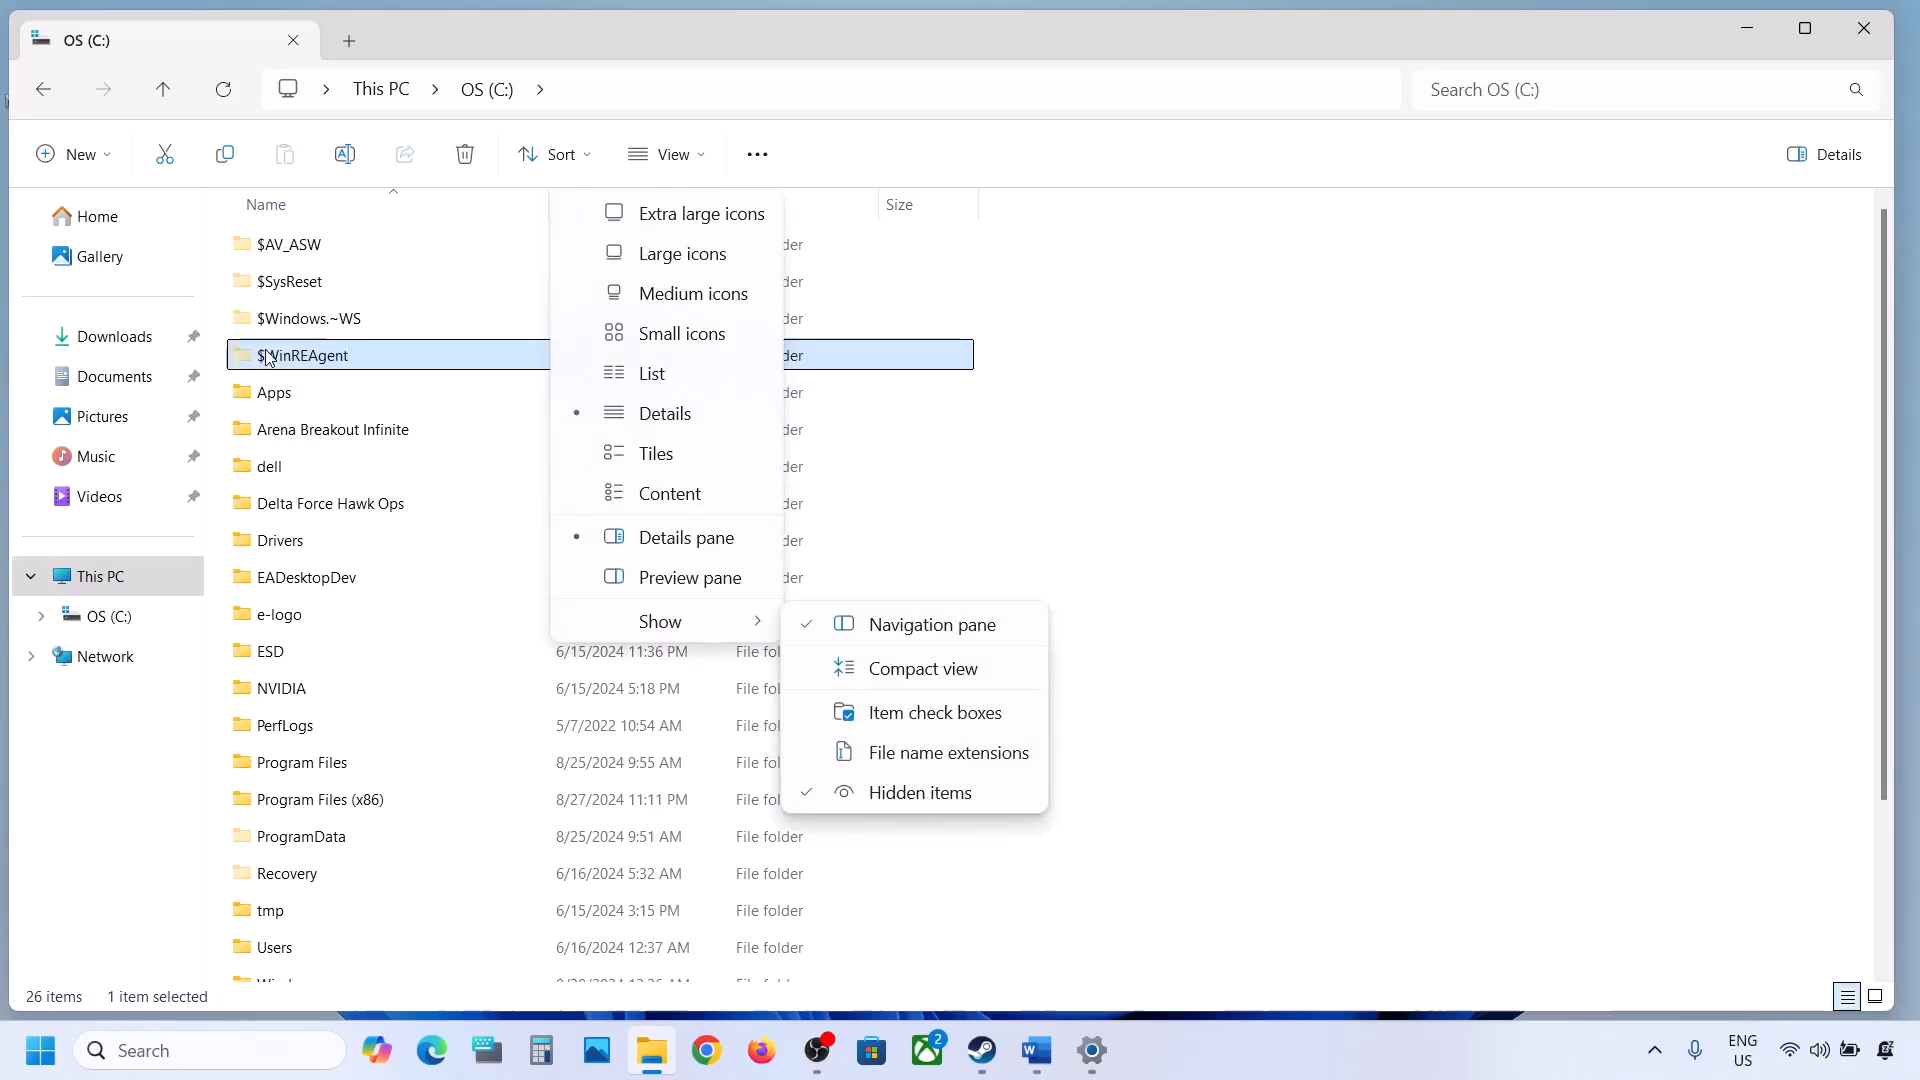 OS (C:)
This PC
OS (C:)
Search OS (C:)
New
Sort
View
Details
Name
Size
Home
Gallery
Downloads
Documents
Pictures
Music
Videos
This PC
OS (C:)
Network
$AV_ASW
$SysReset
$Windows.~WS
$WinREAgent
Apps
Arena Breakout Infinite
dell
Delta Force Hawk Ops
Drivers
EADesktopDev
e-logo
ESD 6/15/2024 11:36 PM File fol
NVIDIA 6/15/2024 5:18 PM File fol
PerfLogs 5/7/2022 10:54 AM File fol
Program Files 8/25/2024 9:55 AM File fol
Program Files (x86) 8/27/2024 11:11 PM File fol
ProgramData 8/25/2024 9:51 AM File folder
Recovery 6/16/2024 5:32 AM File folder
tmp 6/15/2024 3:15 PM File folder
Users 6/16/2024 12:37 AM File folder
der
der
der
der
der
der
der
der
der
der
Extra large icons
Large icons
Medium icons
Small icons
List
Details
Tiles
Content
Details pane
Preview pane
Show
Navigation pane
Compact view
Item check boxes
File name extensions
Hidden items
26 items 1 item selected
Search
2
ENG
US